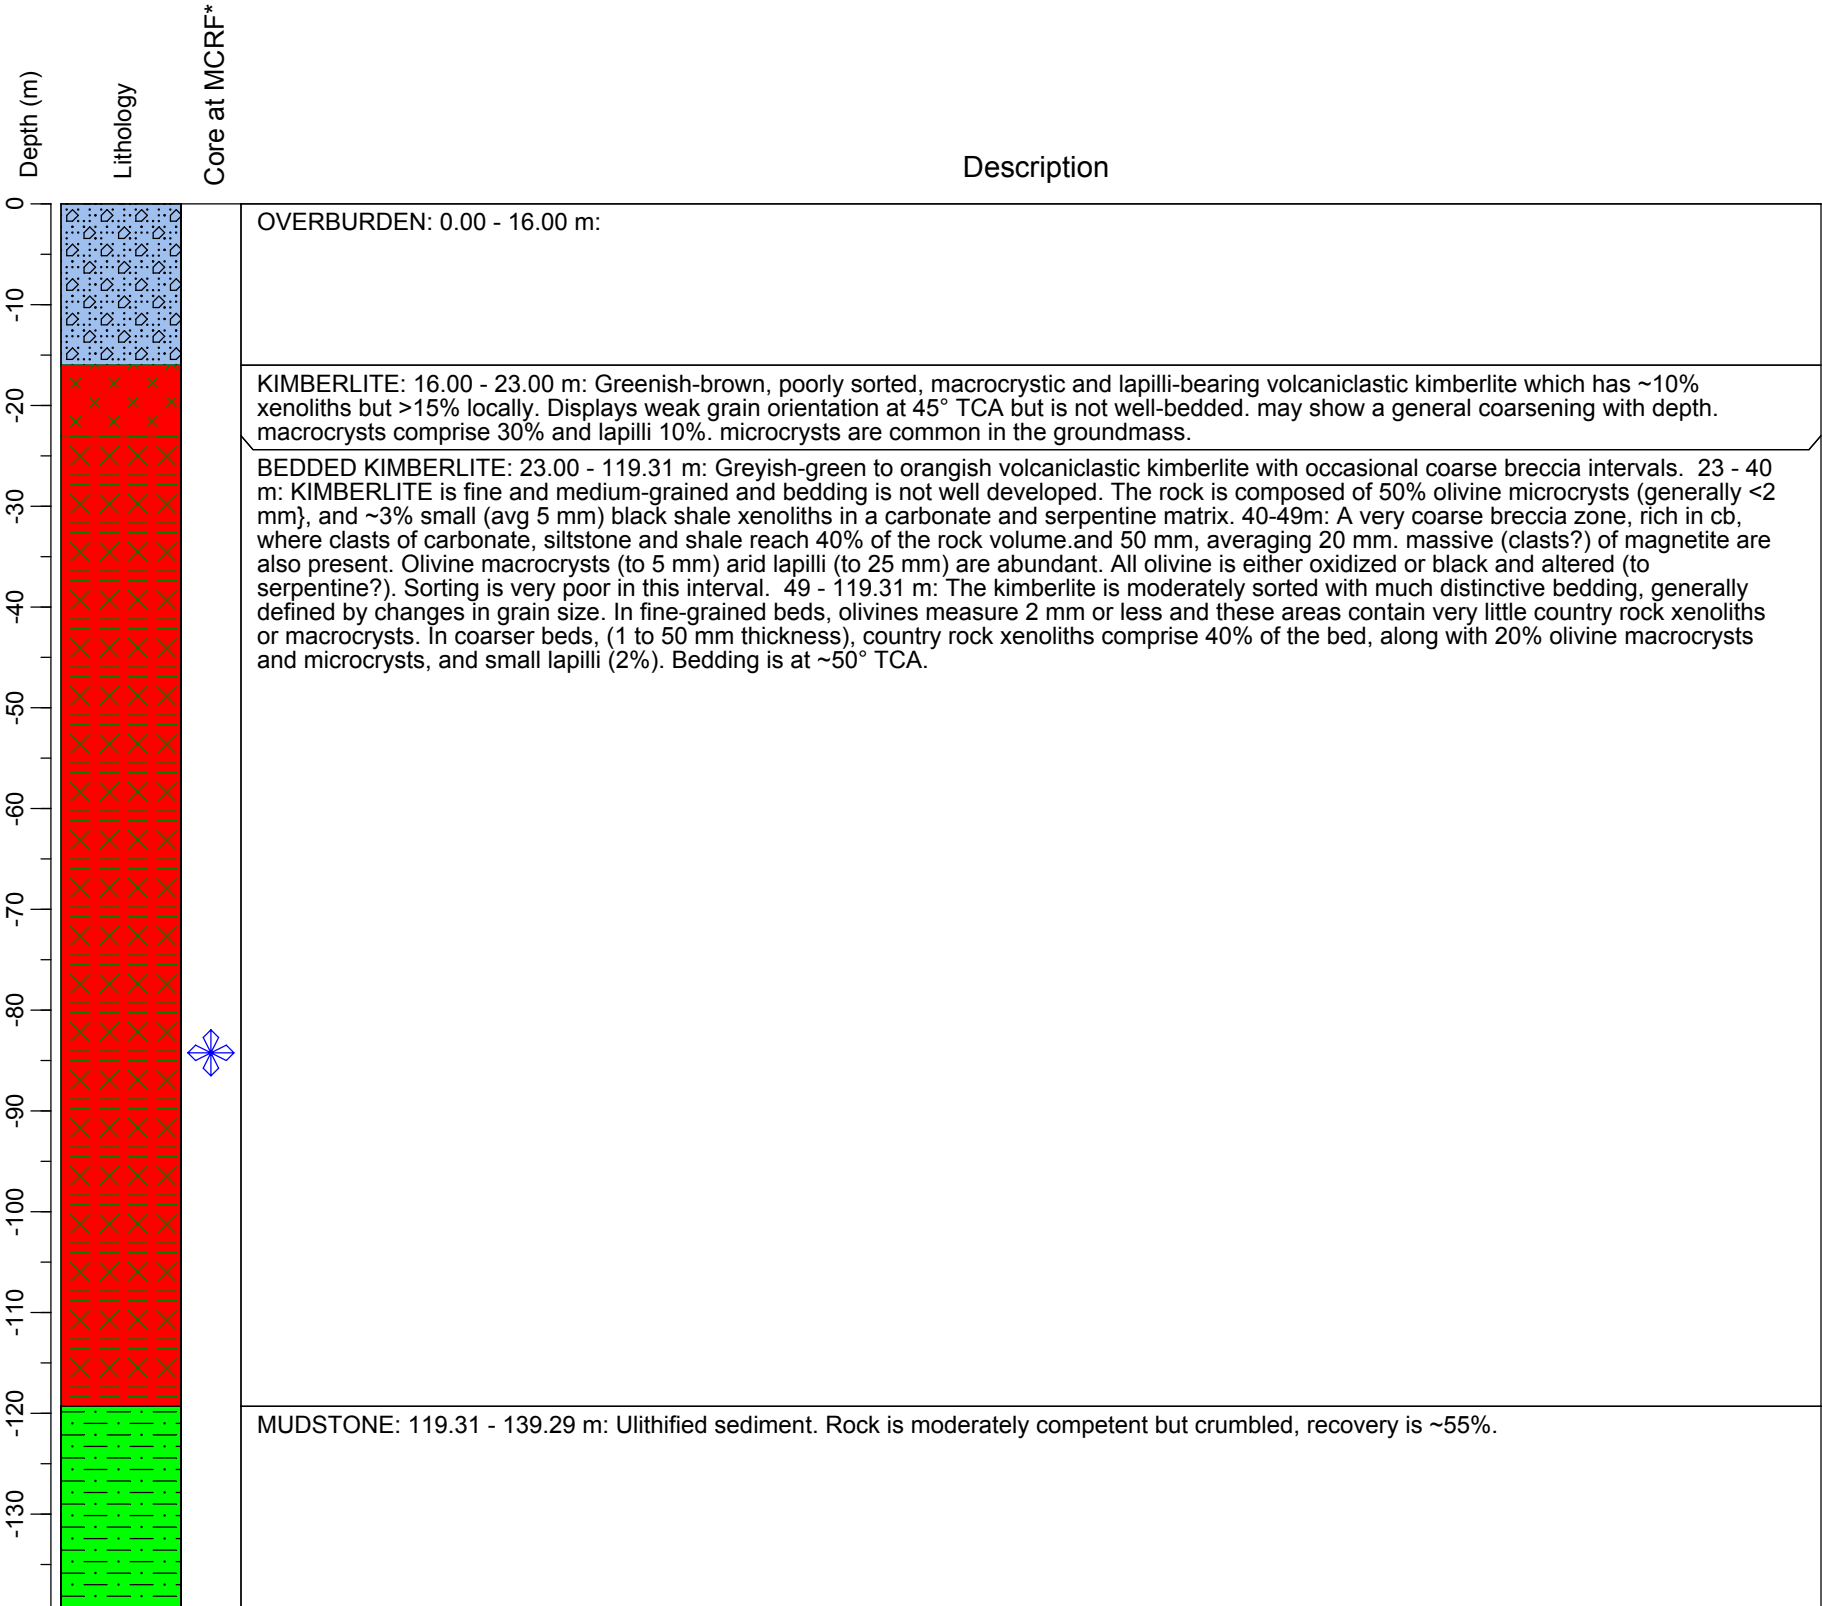 Depth (m)
Lithology
Core at MCRF*
Description
0
-10
-20
-30
-40
-50
-60
-70
-80
-90
-100
-110
-120
-130
OVERBURDEN: 0.00 - 16.00 m:
KIMBERLITE: 16.00 - 23.00 m: Greenish-brown, poorly sorted, macrocrystic and lapilli-bearing volcaniclastic kimberlite which has ~10%
xenoliths but >15% locally. Displays weak grain orientation at 45° TCA but is not well-bedded. may show a general coarsening with depth.
macrocrysts comprise 30% and lapilli 10%. microcrysts are common in the groundmass.
BEDDED KIMBERLITE: 23.00 - 119.31 m: Greyish-green to orangish volcaniclastic kimberlite with occasional coarse breccia intervals.  23 - 40
m: KIMBERLITE is fine and medium-grained and bedding is not well developed. The rock is composed of 50% olivine microcrysts (generally <2
mm}, and ~3% small (avg 5 mm) black shale xenoliths in a carbonate and serpentine matrix. 40-49m: A very coarse breccia zone, rich in cb,
where clasts of carbonate, siltstone and shale reach 40% of the rock volume.and 50 mm, averaging 20 mm. massive (clasts?) of magnetite are
also present. Olivine macrocrysts (to 5 mm) arid lapilli (to 25 mm) are abundant. All olivine is either oxidized or black and altered (to
serpentine?). Sorting is very poor in this interval.  49 - 119.31 m: The kimberlite is moderately sorted with much distinctive bedding, generally
defined by changes in grain size. In fine-grained beds, olivines measure 2 mm or less and these areas contain very little country rock xenoliths
or macrocrysts. In coarser beds, (1 to 50 mm thickness), country rock xenoliths comprise 40% of the bed, along with 20% olivine macrocrysts
and microcrysts, and small lapilli (2%). Bedding is at ~50° TCA.
MUDSTONE: 119.31 - 139.29 m: Ulithified sediment. Rock is moderately competent but crumbled, recovery is ~55%.